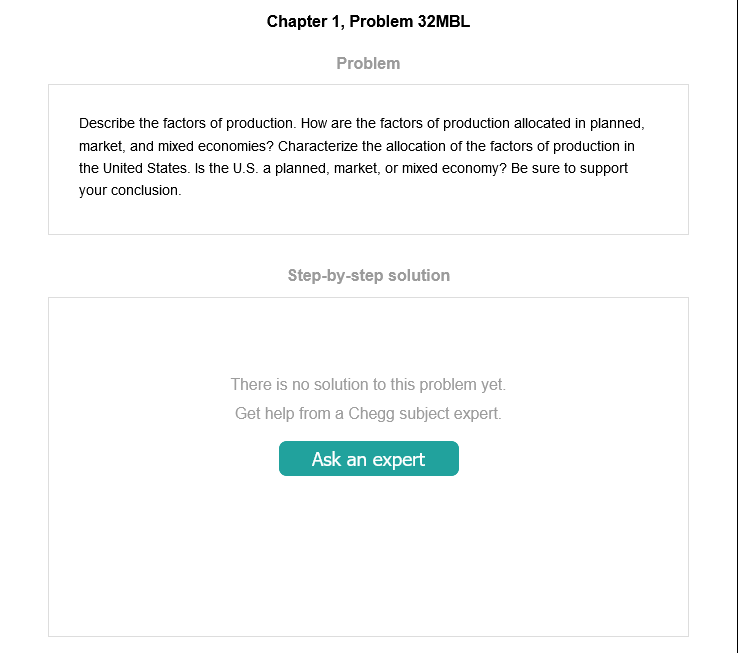 Chapter 1, Problem 32MBL
Problem
Describe the factors of production. How are the factors of production allocated in planned,
market, and mixed economies? Characterize the allocation of the factors of production in
the United States. Is the U.S. a planned, market, or mixed economy? Be sure to support
your conclusion.
Step-by-step solution
There is no solution to this problem yet.
Get help from a Chegg subject expert.
Ask an expert